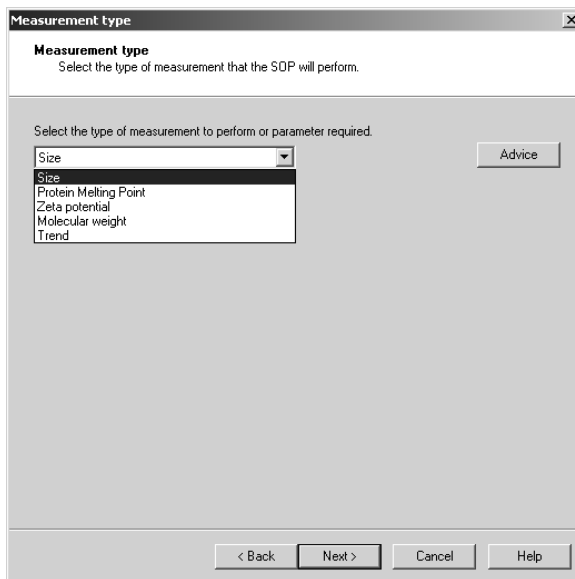 Measurement type
Measurement type
Select the type of measurement that the SOP will perform.
Select the type of measurement to perform or parameter required.
Size
Advice
Size
Protein Melting Point
Zeta potential
Molecular weight
Trend
< Back
Next >
Cancel
Help